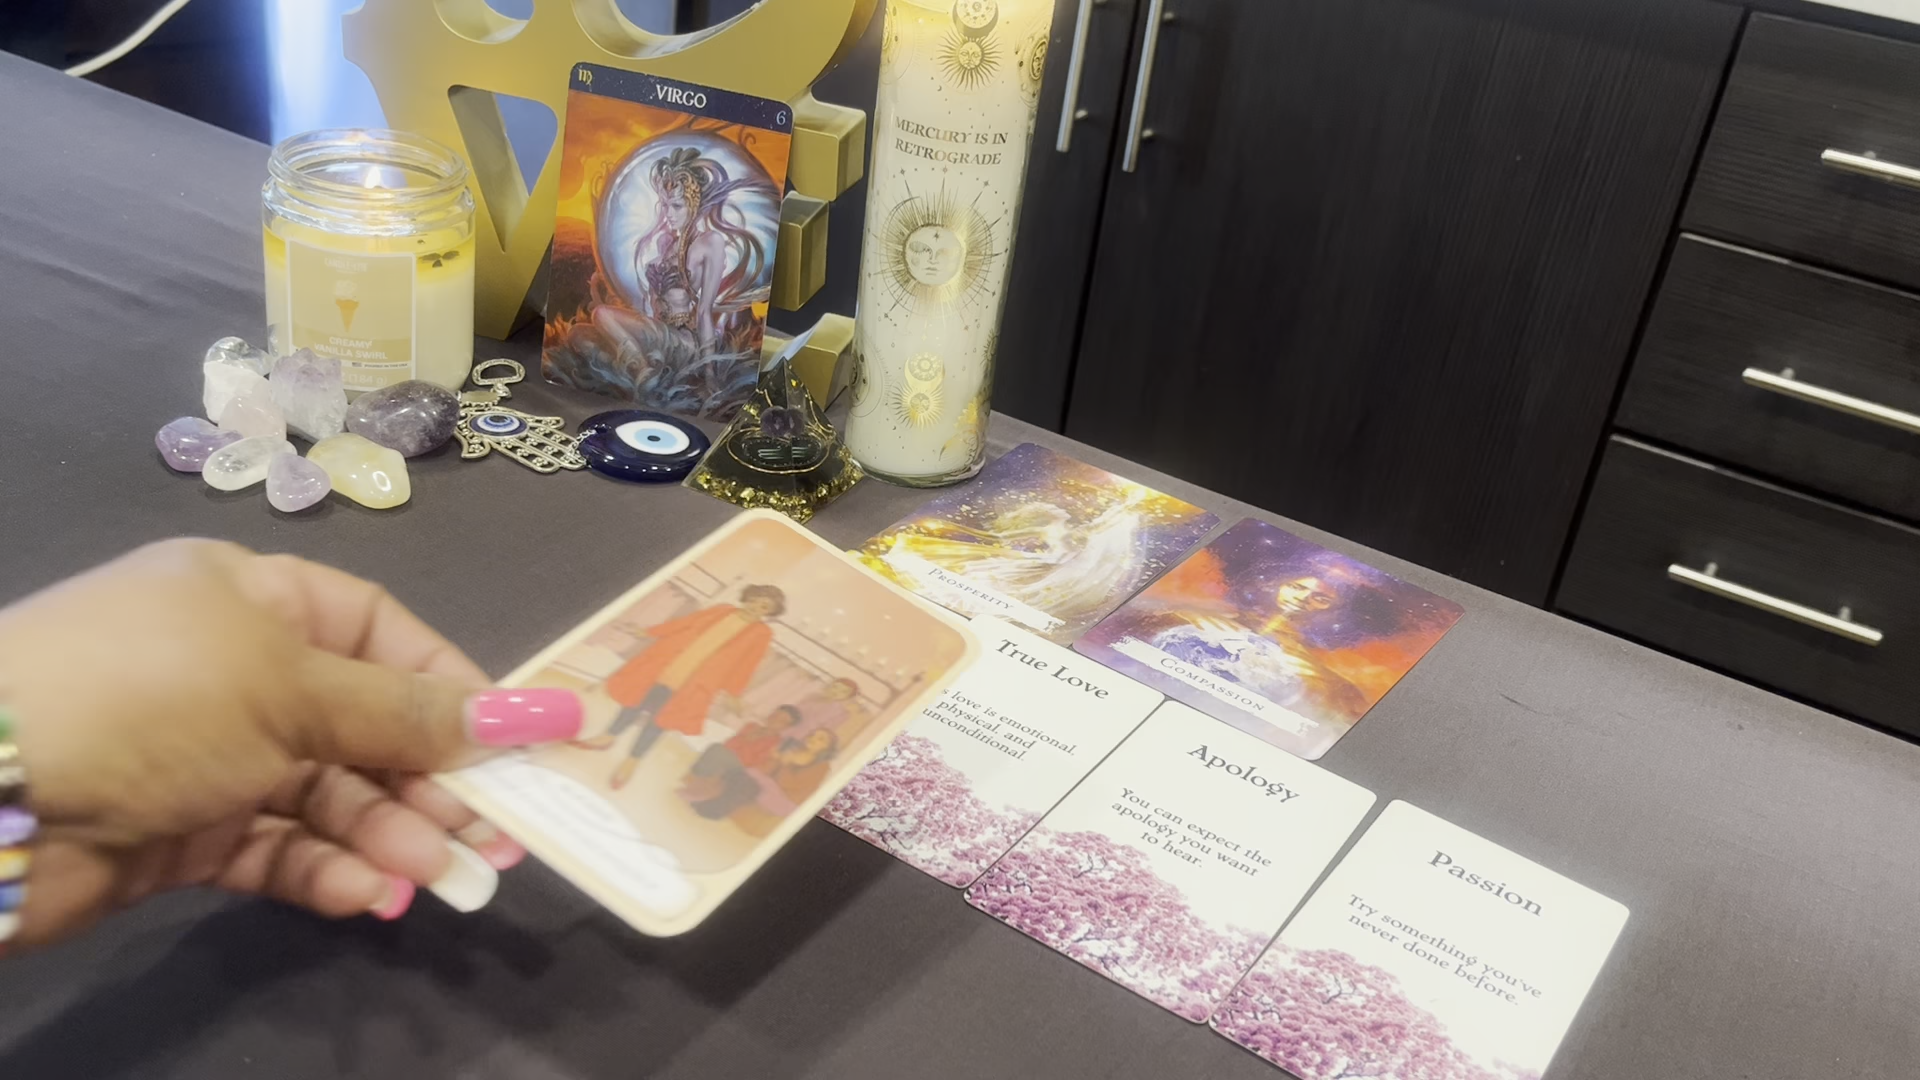 ♍
VIRGO
6
MERCURY IS IN
RETROGRADE
CREAMY
VANILLA SWIRL
PROSPERITY
COMPASSION
True Love
love is emotional,
physical, and
unconditional.
Apology
You can expect the
apology you want
to hear.
Passion
Try something you've
never done before.